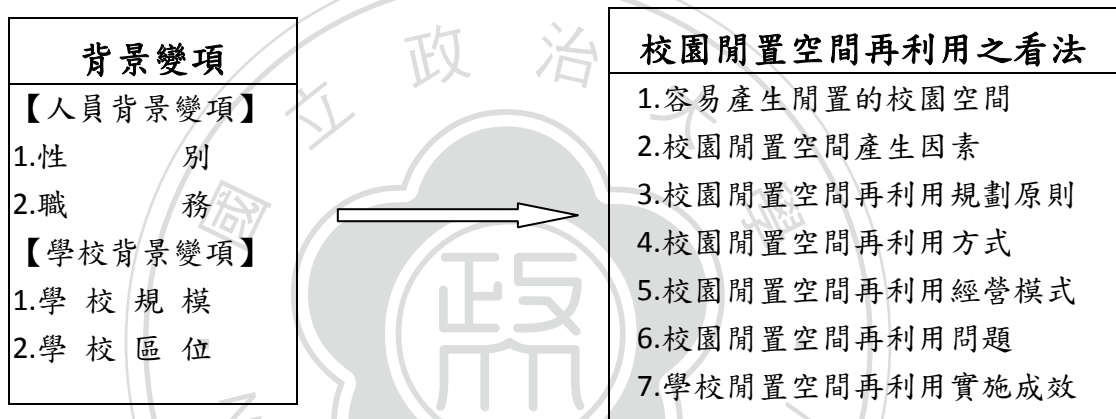 背景變項
【人員背景變項】
1.性 別
2.職 務
【學校背景變項】
1.學 校 規 模
2.學 校 區 位
校園閒置空間再利用之看法
1.容易產生閒置的校園空間
2.校園閒置空間產生因素
3.校園閒置空間再利用規劃原則
4.校園閒置空間再利用方式
5.校園閒置空間再利用經營模式
6.校園閒置空間再利用問題
7.學校閒置空間再利用實施成效
國立政治大學
政